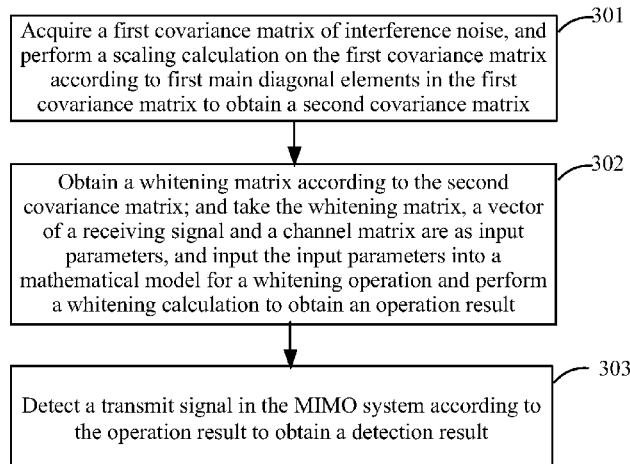 301
Acquire a first covariance matrix of interference noise, and
perform a scaling calculation on the first covariance matrix
according to first main diagonal elements in the first
covariance matrix to obtain a second covariance matrix
302
Obtain a whitening matrix according to the second
covariance matrix; and take the whitening matrix, a vector
of a receiving signal and a channel matrix are as input
parameters, and input the input parameters into a
mathematical model for a whitening operation and perform
a whitening calculation to obtain an operation result
303
Detect a transmit signal in the MIMO system according to
the operation result to obtain a detection result